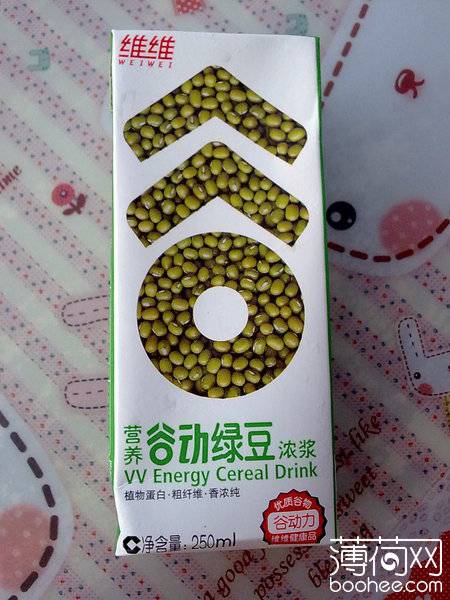 维维
WEIWEI
营养 谷动绿豆 浓浆
VV Energy Cereal Drink
植物蛋白·粗纤维·香浓纯
优质谷物
谷动力
维维健康品
净含量: 250ml
薄荷网
boohee.com